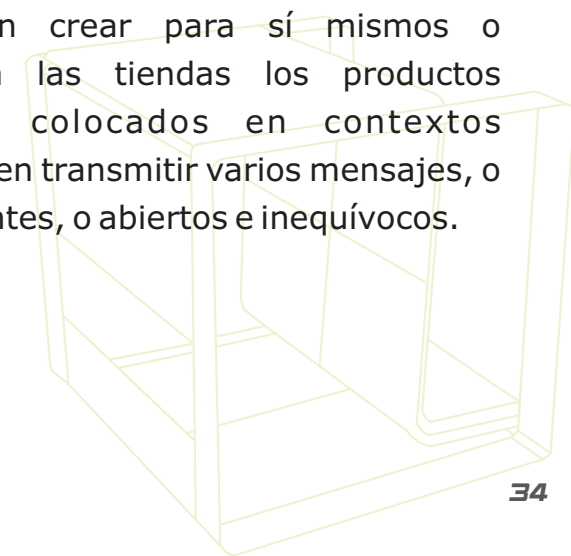 n crear para sí mismos o
las tiendas los productos
colocados en contextos
en transmitir varios mensajes, o
ntes, o abiertos e inequívocos.
34